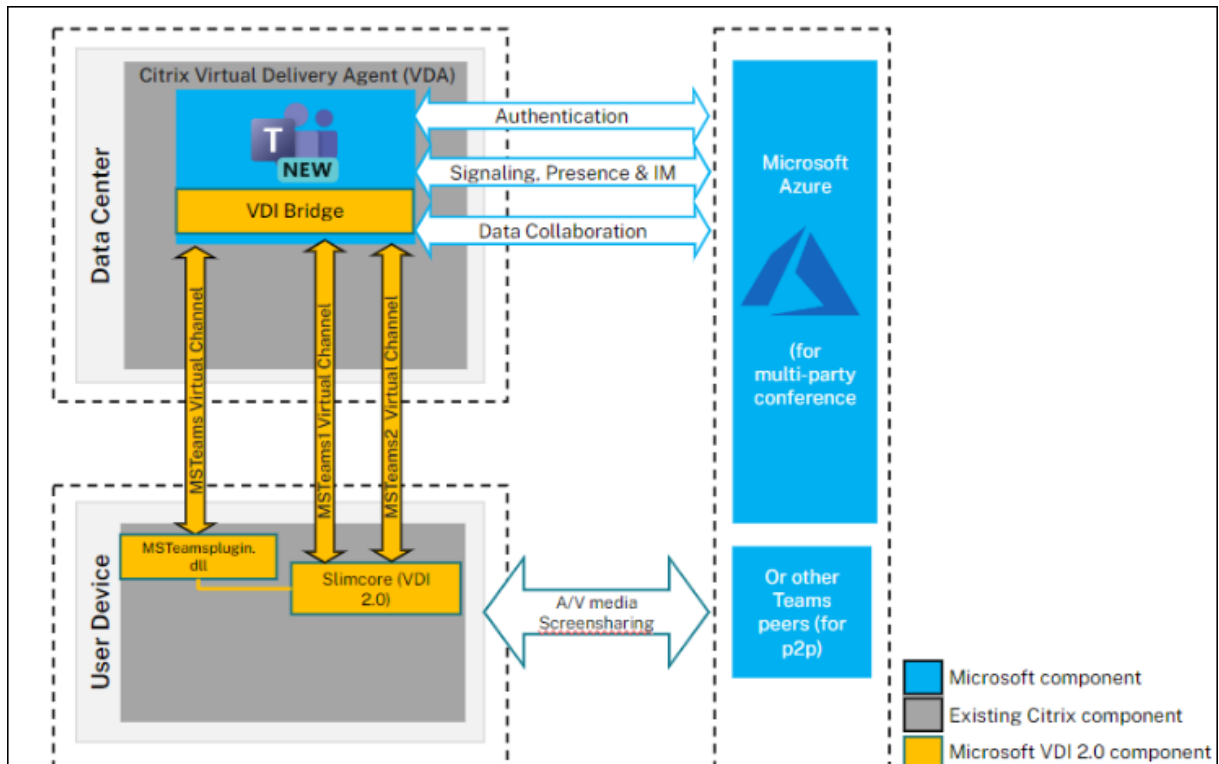 Citrix Virtual Delivery Agent (VDA)
T
NEW
VDI Bridge
Data Center
Authentication
Signaling, Presence & IM
Data Collaboration
Microsoft
Azure
(for
multi-party
conference
MSTeams Virtual Channel
MSTeams1 Virtual Channel
MSTeams2 Virtual Channel
User Device
MSTeamsplugin.
dll
Slimcore (VDI
2.0)
A/V media
Screensharing
Or other
Teams
peers (for
p2p)
Microsoft component
Existing Citrix component
Microsoft VDI 2.0 component